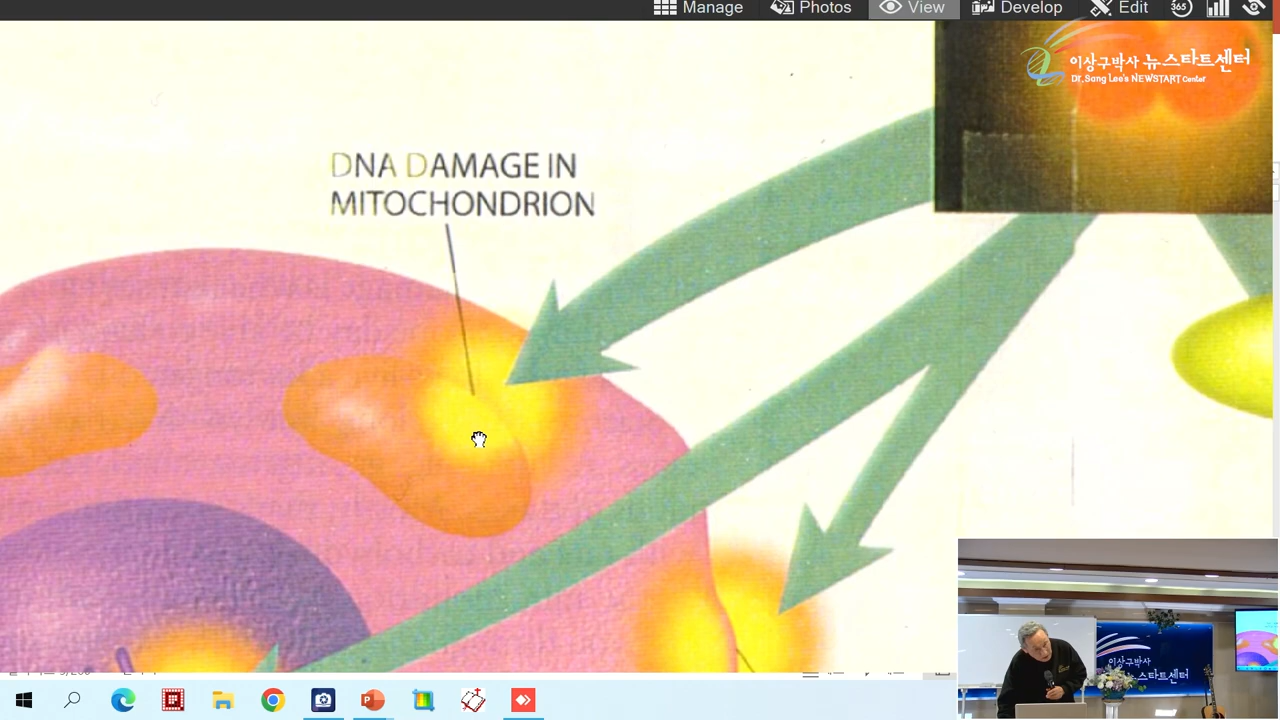 Manage Photos View Develop Edit 365
이상구박사 뉴스타트센터
Dr. Sang Lee's NEWSTART Center
DNA DAMAGE IN
MITOCHONDRION
이상구박사
뉴스타트센터